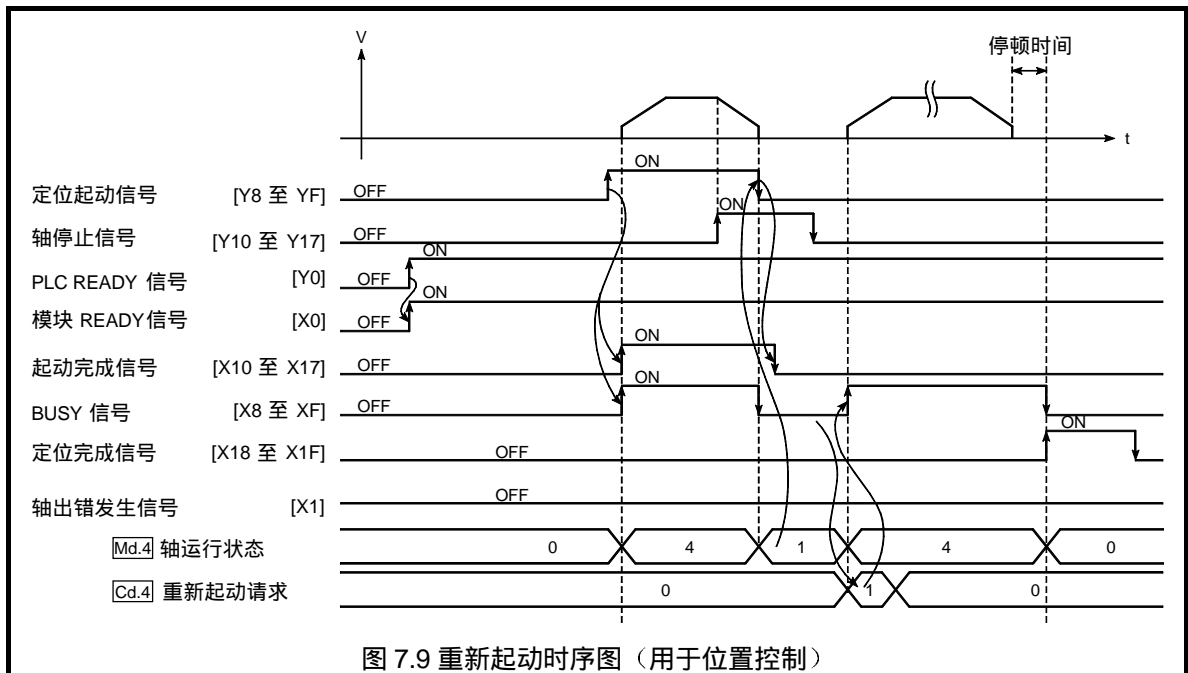 V
停顿时间
t
定位起动信号 [Y8 至 YF] OFF ON
轴停止信号 [Y10 至 Y17] OFF ON
PLC READY 信号 [Y0] OFF ON
模块 READY信号 [X0] OFF ON
起动完成信号 [X10 至 X17] OFF ON
BUSY 信号 [X8 至 XF] OFF ON
定位完成信号 [X18 至 X1F] OFF ON
轴出错发生信号 [X1] OFF
Md.4 轴运行状态 0 4 1 4 0
Cd.4 重新起动请求 0 1 0
图 7.9 重新起动时序图（用于位置控制）